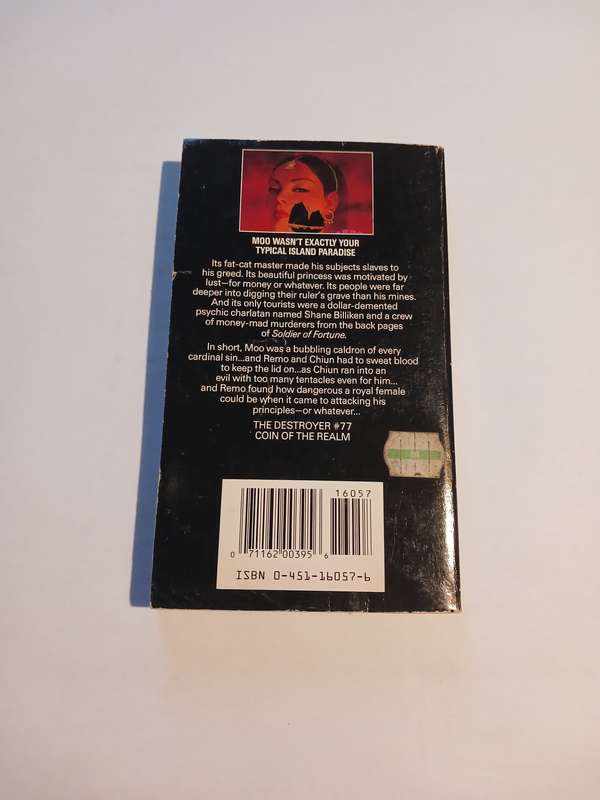 MOO WASN'T EXACTLY YOUR
TYPICAL ISLAND PARADISE
Its fat-cat master made his subjects slaves to
his greed. Its beautiful princess was motivated by
lust—for money or whatever. Its people were far
deeper into digging their ruler's grave than his mines.
And its only tourists were a dollar-demented
psychic charlatan named Shane Billiken and a crew
of money-mad murderers from the back pages
of Soldier of Fortune.
In short, Moo was a bubbling caldron of every
cardinal sin...and Remo and Chiun had to sweat blood
to keep the lid on...as Chiun ran into an
evil with too many tentacles even for him...
and Remo found how dangerous a royal female
could be when it came to attacking his
principles—or whatever...
THE DESTROYER #77
COIN OF THE REALM
16057
0 71162 00395 6
ISBN 0-451-16057-6